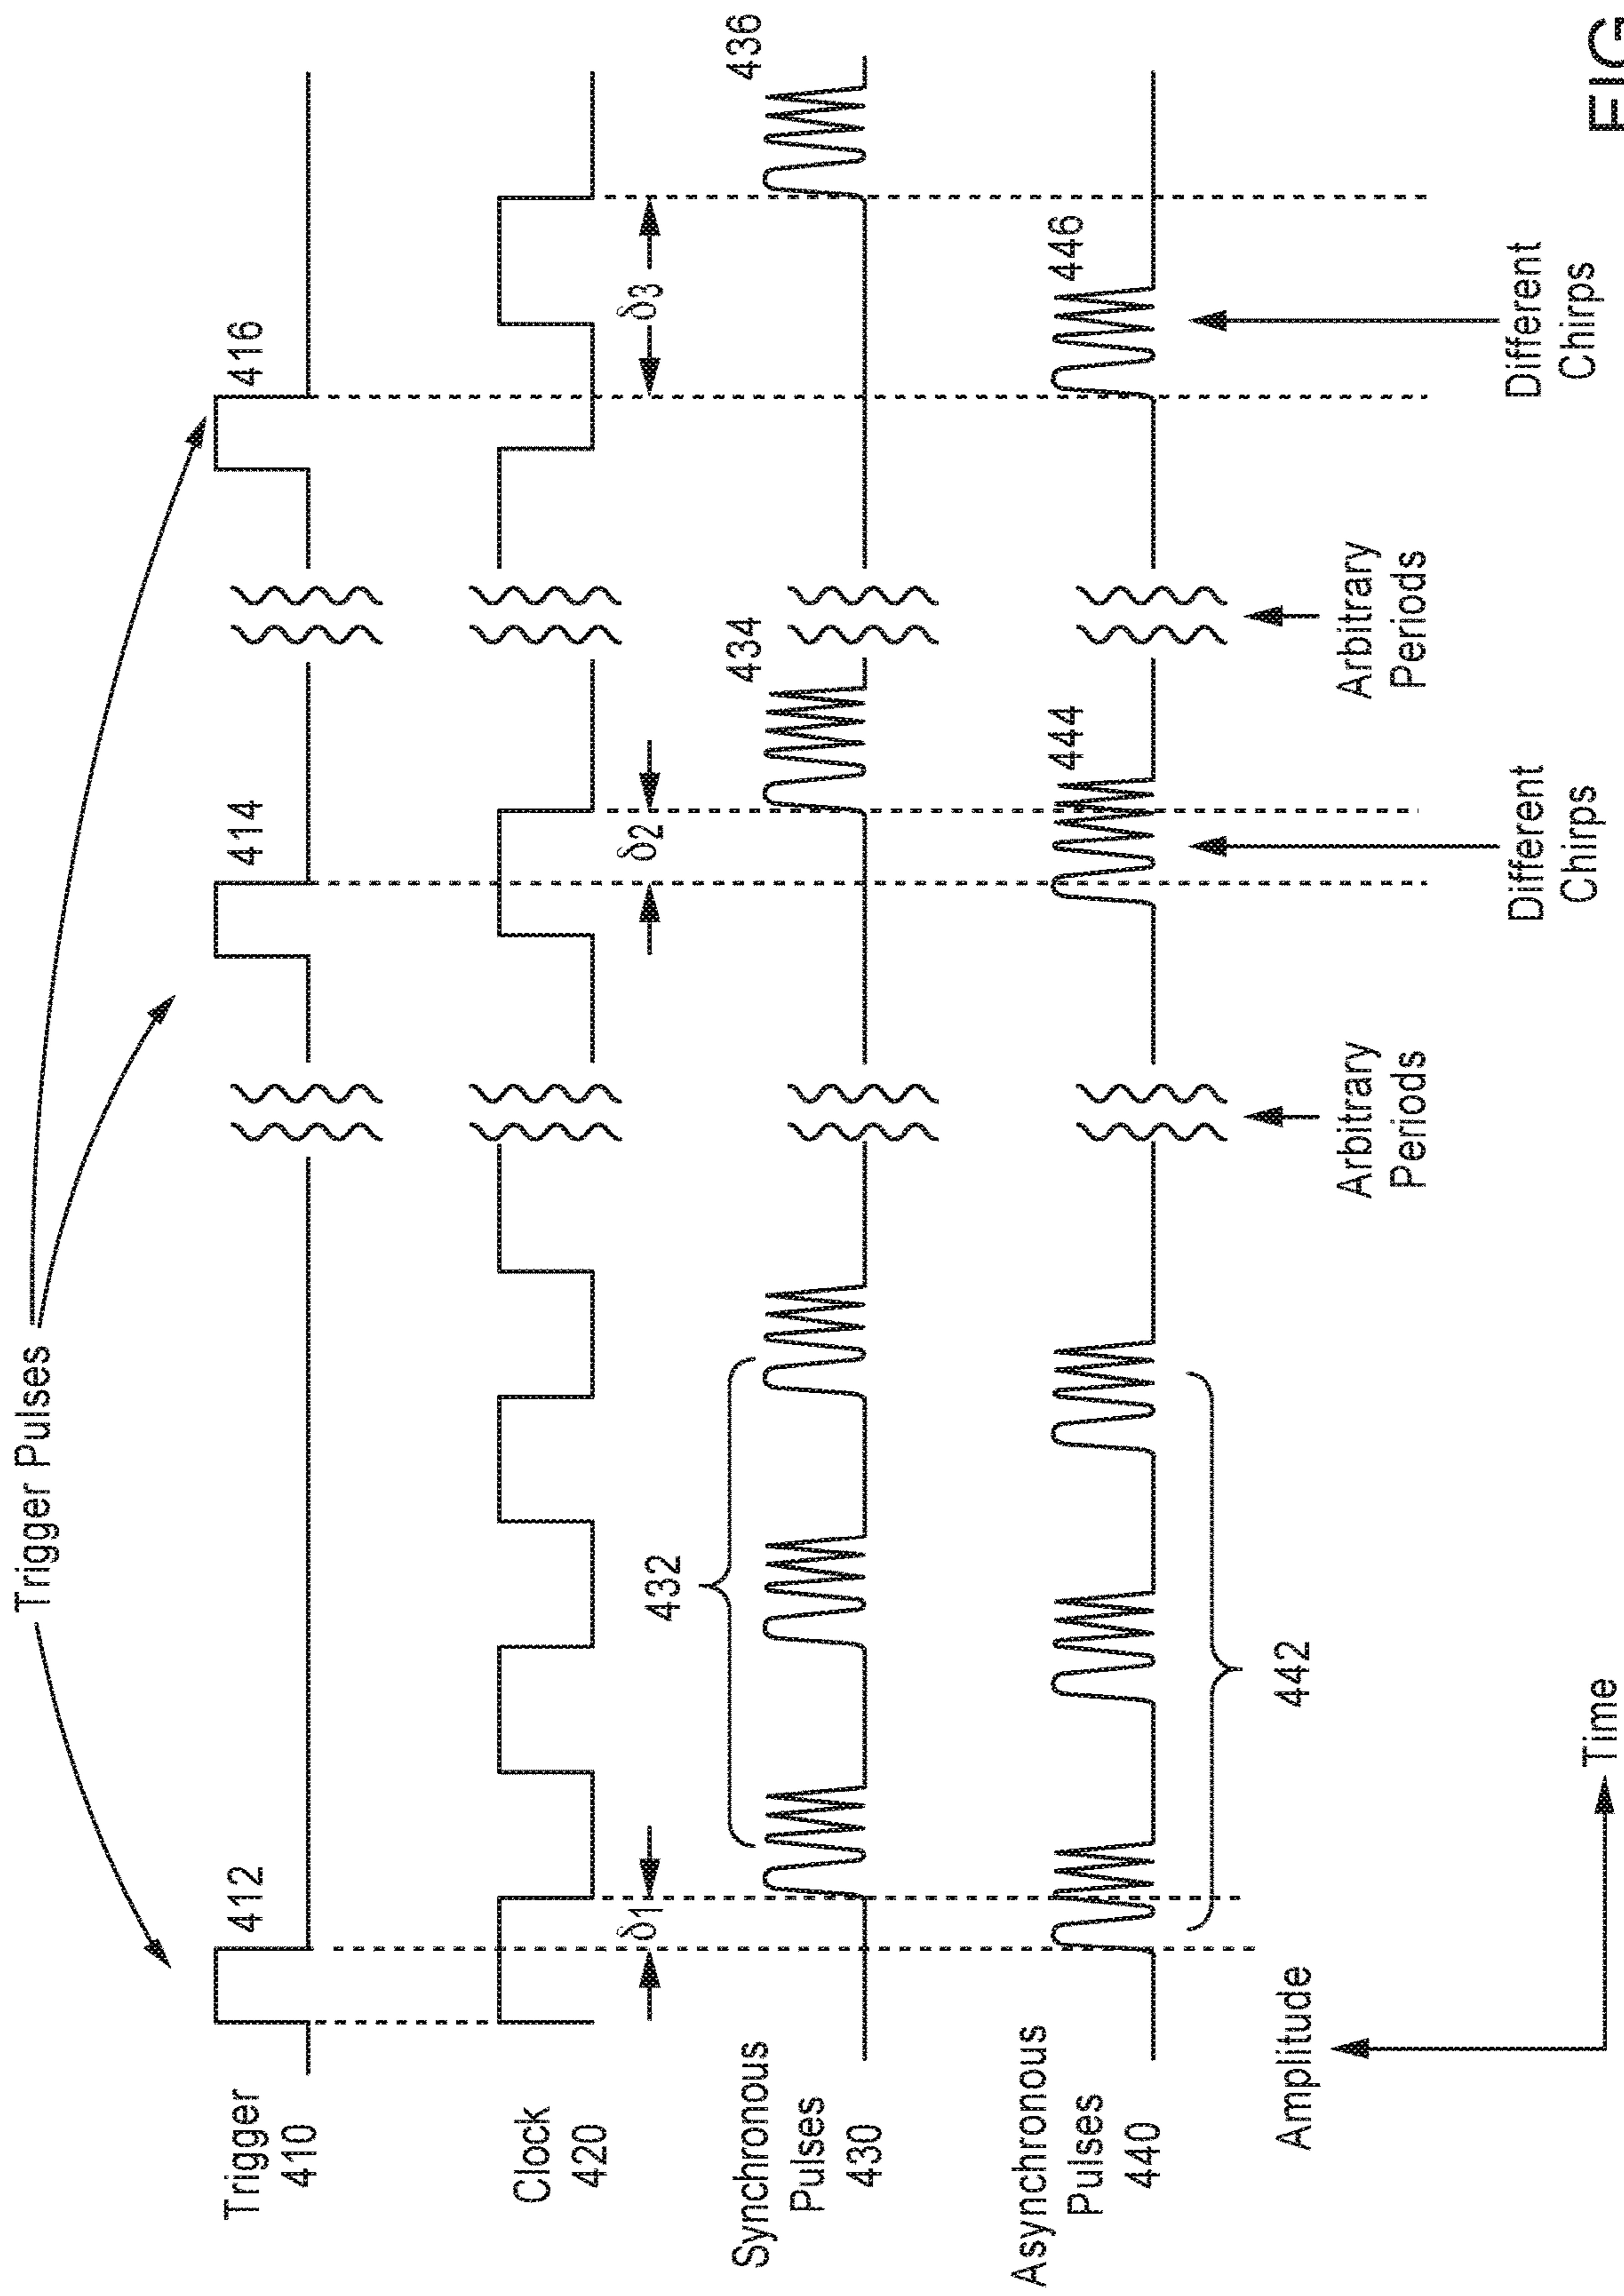 Trigger Pulses
Trigger
410
412
414
416
Clock
420
δ1
δ2
δ3
Synchronous
Pulses
430
432
434
436
Asynchronous
Pulses
440
442
444
446
Arbitrary
Periods
Arbitrary
Periods
Different
Chirps
Different
Chirps
Amplitude
Time
FIG